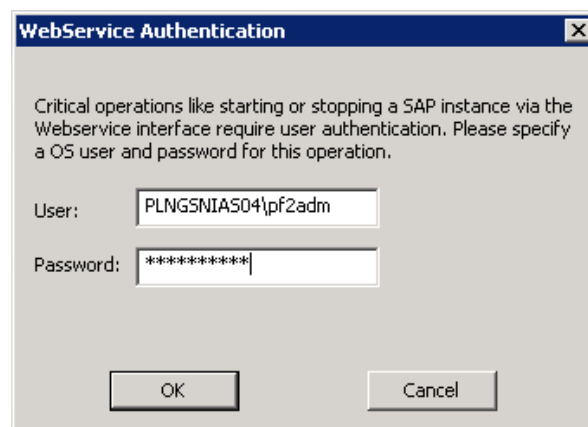 WebService Authentication
Critical operations like starting or stopping a SAP instance via the
Webservice interface require user authentication. Please specify
a OS user and password for this operation.
User: PLNGSNIAS04\pf2adm
Password: **********
OK Cancel